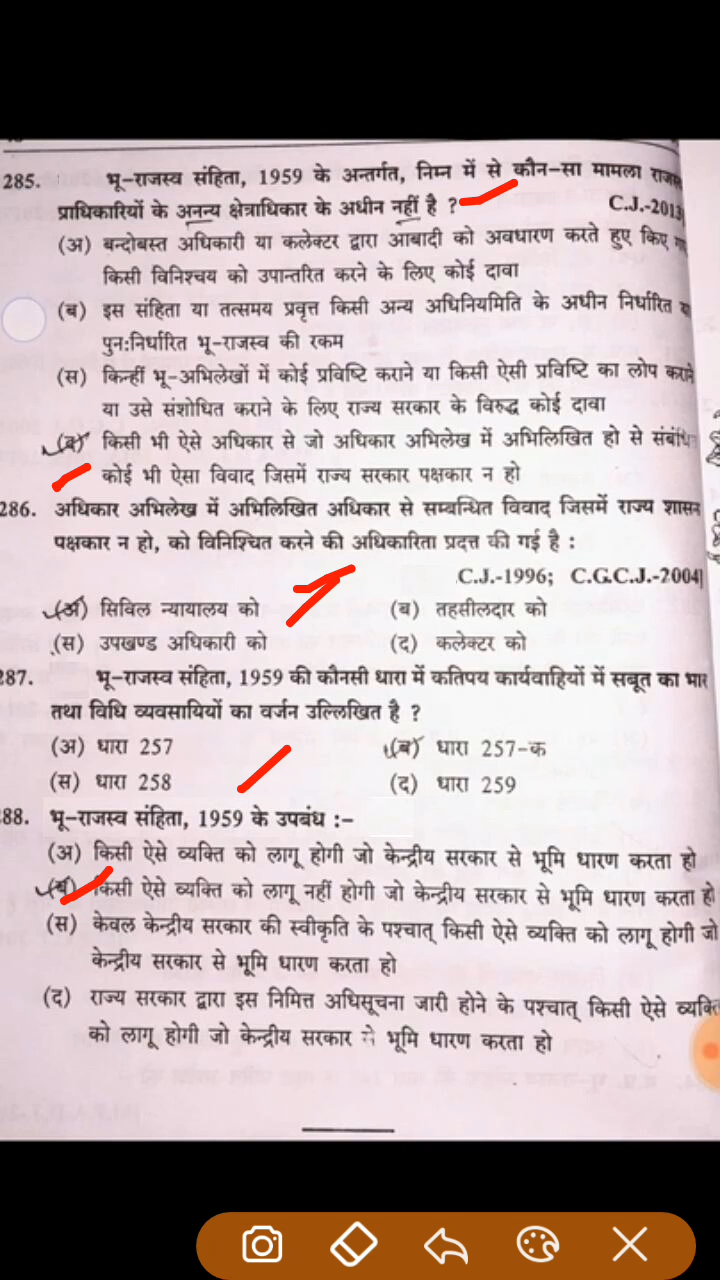 285. भू-राजस्व संहिता, 1959 के अन्तर्गत, निम्न में से कौन-सा मामला
प्राधिकारियों के अनन्य क्षेत्राधिकार के अधीन नहीं है ? C.J.-2013
(अ) बन्दोबस्त अधिकारी या कलेक्टर द्वारा आबादी को अवधारण करते हुए किए
किसी विनिश्चय को उपान्तरित करने के लिए कोई दावा
(ब) इस संहिता या तत्समय प्रवृत्त किसी अन्य अधिनियमिति के अधीन निर्धारित
पुन:निर्धारित भू-राजस्व की रकम
(स) किन्हीं भू-अभिलेखों में कोई प्रविष्टि कराने या किसी ऐसी प्रविष्टि का लोप कराने
या उसे संशोधित कराने के लिए राज्य सरकार के विरुद्ध कोई दावा
(द) किसी भी ऐसे अधिकार से जो अधिकार अभिलेख में अभिलिखित हो से
कोई भी ऐसा विवाद जिसमें राज्य सरकार पक्षकार न हो
286. अधिकार अभिलेख में अभिलिखित अधिकार से सम्बन्धित विवाद जिसमें राज्य शासन
पक्षकार न हो, को विनिश्चित करने की अधिकारिता प्रदत्त की गई है :
C.J.-1996; C.G.C.J.-2004
(अ) सिविल न्यायालय को (ब) तहसीलदार को
(स) उपखण्ड अधिकारी को (द) कलेक्टर को
287. भू-राजस्व संहिता, 1959 की कौनसी धारा में कतिपय कार्यवाहियों में सबूत का भार
तथा विधि व्यवसायियों का वर्जन उल्लिखित है ?
(अ) धारा 257 (ब) धारा 257-क
(स) धारा 258 (द) धारा 259
288. भू-राजस्व संहिता, 1959 के उपबंध :-
(अ) किसी ऐसे व्यक्ति को लागू होगी जो केन्द्रीय सरकार से भूमि धारण करता हो
(ब) किसी ऐसे व्यक्ति को लागू नहीं होगी जो केन्द्रीय सरकार से भूमि धारण करता हो
(स) केवल केन्द्रीय सरकार की स्वीकृति के पश्चात् किसी ऐसे व्यक्ति को लागू होगी जो
केन्द्रीय सरकार से भूमि धारण करता हो
(द) राज्य सरकार द्वारा इस निमित्त अधिसूचना जारी होने के पश्चात् किसी ऐसे व्यक्ति
को लागू होगी जो केन्द्रीय सरकार से भूमि धारण करता हो